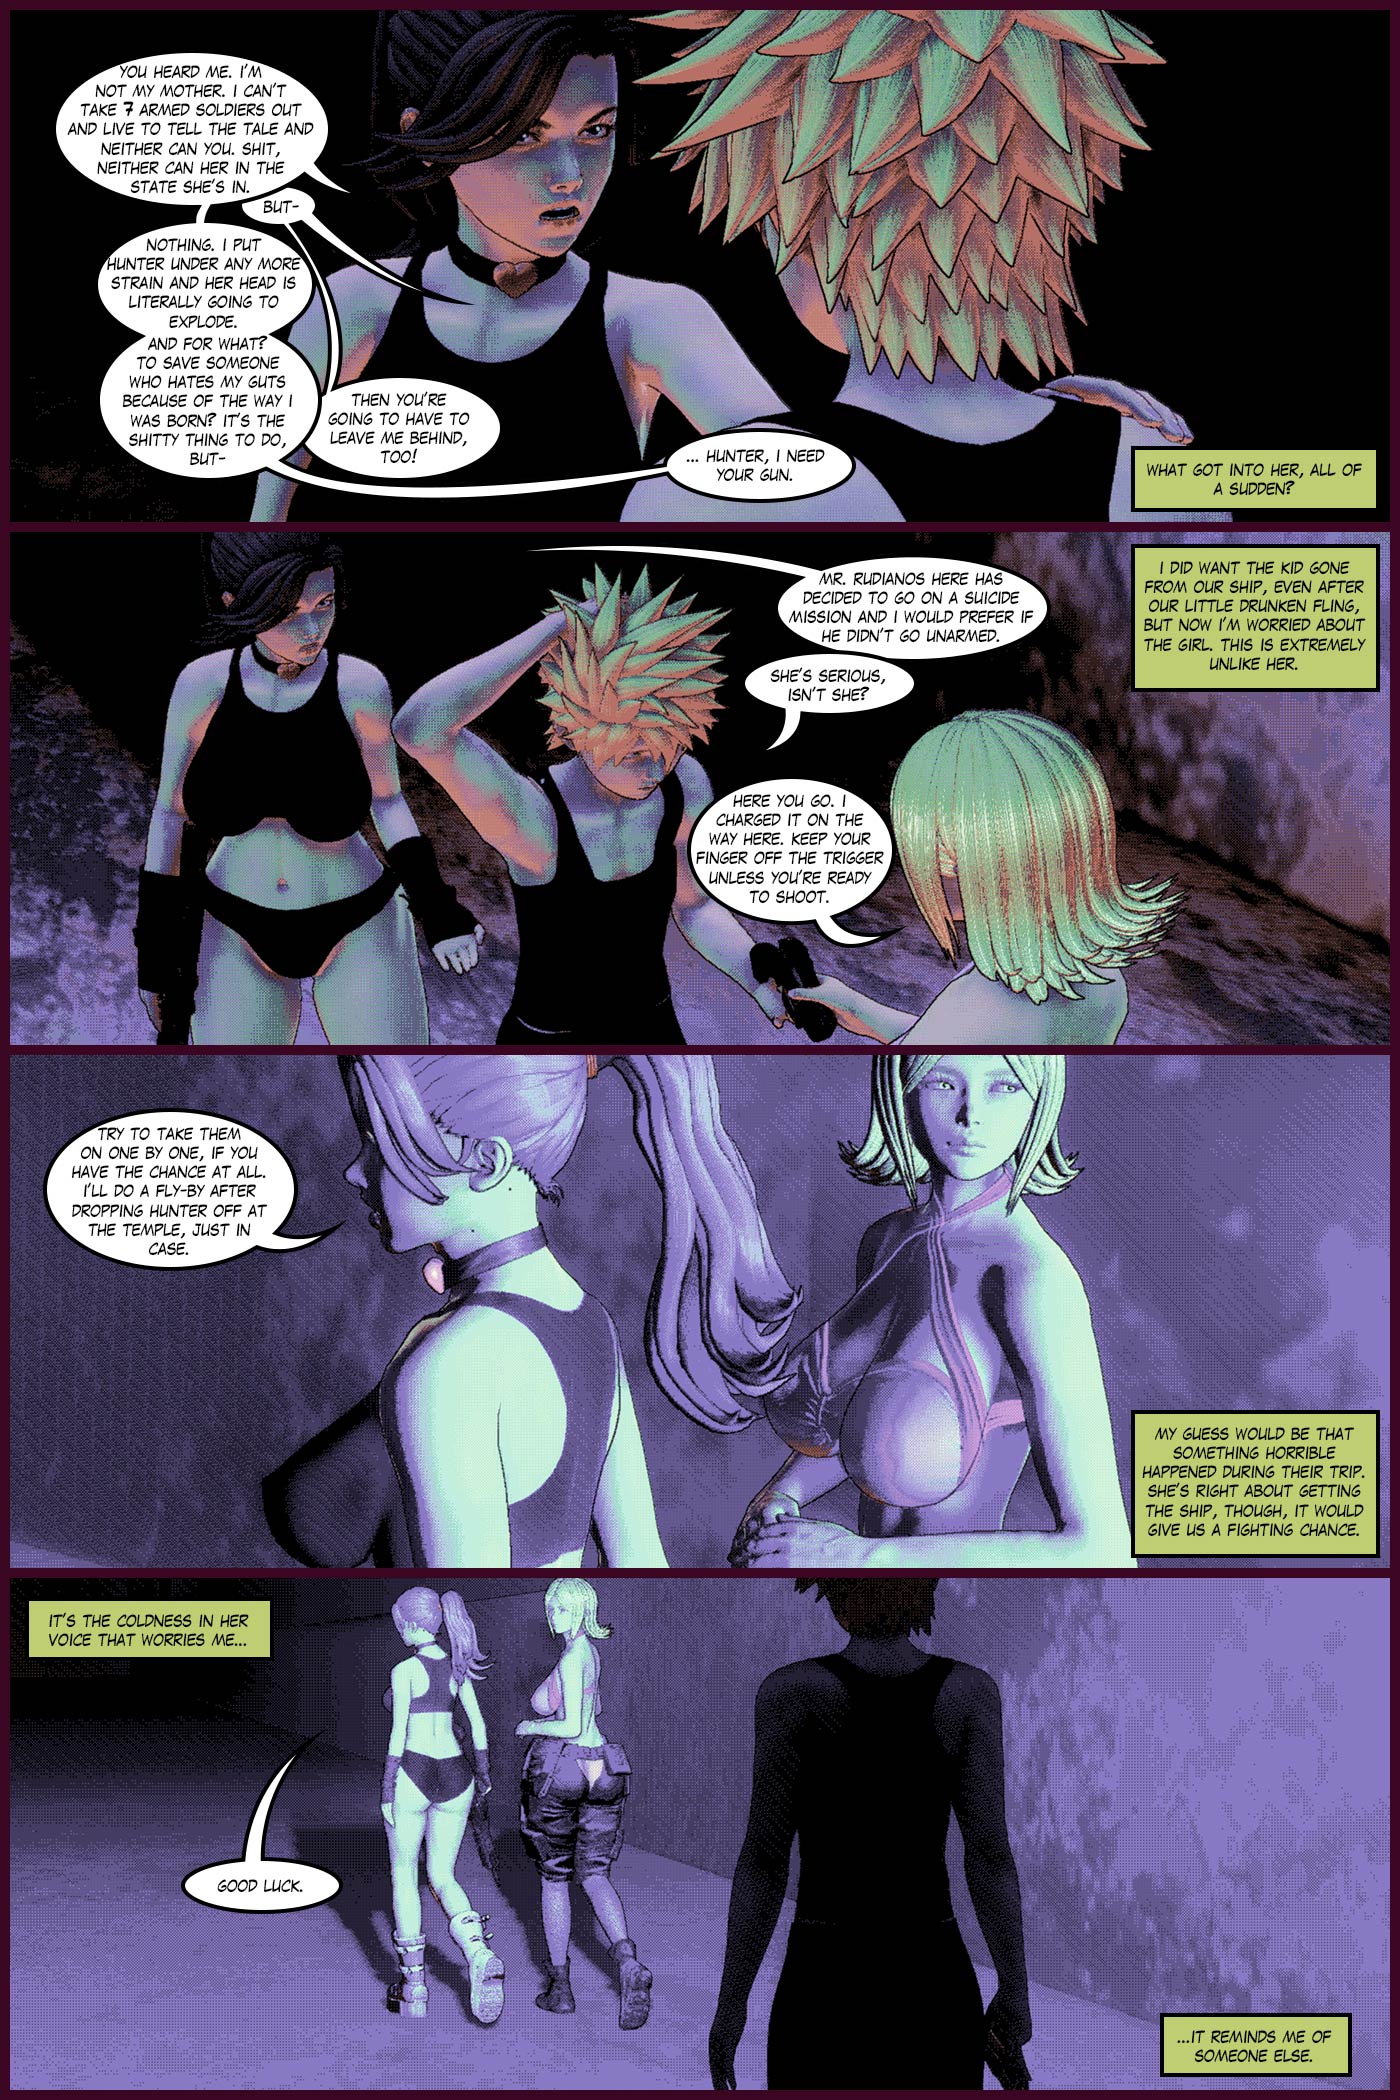 YOU HEARD ME. I'M
NOT MY MOTHER. I CAN'T
TAKE 7 ARMED SOLDIERS OUT
AND LIVE TO TELL THE TALE AND
NEITHER CAN YOU. SHIT,
NEITHER CAN HER IN THE
STATE SHE'S IN.
BUT-
NOTHING. I PUT
HUNTER UNDER ANY MORE
STRAIN AND HER HEAD IS
LITERALLY GOING TO
EXPLODE.
AND FOR WHAT?
TO SAVE SOMEONE
WHO HATES MY GUTS
BECAUSE OF THE WAY I
WAS BORN? IT'S THE
SHITTY THING TO DO,
BUT-
THEN YOU'RE
GOING TO HAVE TO
LEAVE ME BEHIND,
TOO!
... HUNTER, I NEED
YOUR GUN.
WHAT GOT INTO HER, ALL OF
A SUDDEN?
MR. RUDIANOS HERE HAS
DECIDED TO GO ON A SUICIDE
MISSION AND I WOULD PREFER IF
HE DIDN'T GO UNARMED.
I DID WANT THE KID GONE
FROM OUR SHIP, EVEN AFTER
OUR LITTLE DRUNKEN FLING,
BUT NOW I'M WORRIED ABOUT
THE GIRL. THIS IS EXTREMELY
UNLIKE HER.
SHE'S SERIOUS,
ISN'T SHE?
HERE YOU GO. I
CHARGED IT ON THE
WAY HERE. KEEP YOUR
FINGER OFF THE TRIGGER
UNLESS YOU'RE READY
TO SHOOT.
TRY TO TAKE THEM
ON ONE BY ONE, IF YOU
HAVE THE CHANCE AT ALL.
I'LL DO A FLY-BY AFTER
DROPPING HUNTER OFF AT
THE TEMPLE, JUST IN
CASE.
MY GUESS WOULD BE THAT
SOMETHING HORRIBLE
HAPPENED DURING THEIR TRIP.
SHE'S RIGHT ABOUT GETTING
THE SHIP, THOUGH, IT WOULD
GIVE US A FIGHTING CHANCE.
IT'S THE COLDNESS IN HER
VOICE THAT WORRIES ME...
GOOD LUCK.
...IT REMINDS ME OF
SOMEONE ELSE.